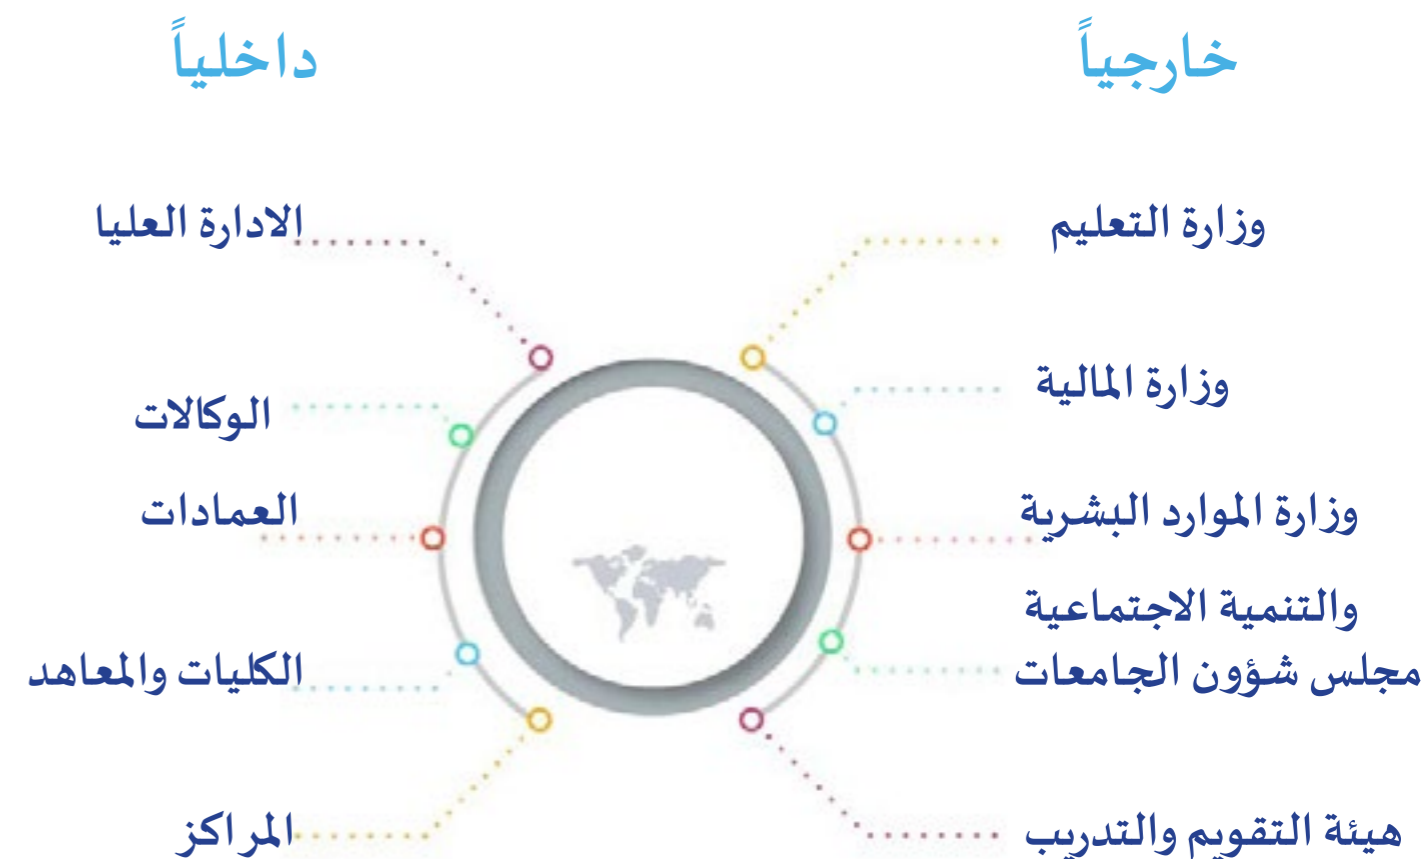 خارجياً
وزارة التعليم
وزارة المالية
وزارة الموارد البشرية
والتنمية الاجتماعية
مجلس شؤون الجامعات
هيئة التقويم والتدريب
داخلياً
الادارة العليا
الوكالات
العمادات
الكليات والمعاهد
المراكز